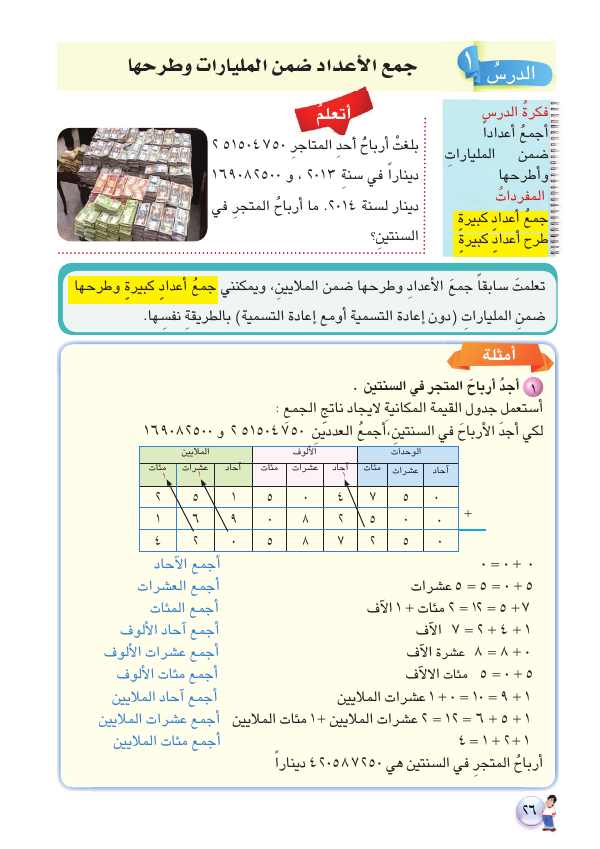 الدرسُ ١
جمع الأعداد ضمن المليارات وطرحها
فكرةُ الدرسِ
أجمعُ أعداداً
ضمن الملياراتِ
وأطرحها
المفرداتُ
جمعُ أعدادٍ كبيرةٍ
طرح أعدادٍ كبيرةٍ
أتعلمُ
بلغتْ أرباحُ أحدِ المتاجرِ ٢٥١٥٠٤٧٥٠
ديناراً في سنةِ ٢٠١٣ ، و ١٦٩٠٨٢٥٠٠
دينار لسنة ٢٠١٤. ما أرباحُ المتجرِ في
السنتينِ؟
تعلمتَ سابقاً جمعَ الأعدادِ وطرحها ضمن الملايينِ، ويمكنني جمعُ أعدادٍ كبيرةٍ وطرحها
ضمنِ الملياراتِ (دون إعادة التسمية أومع إعادة التسمية) بالطريقةِ نفسِها.
أمثلة
١ أجدُ أرباحَ المتجر في السنتين .
أستعمل جدول القيمة المكانية لايجاد ناتجِ الجمع :
لكي أجدَ الأرباحَ في السنتينِ،أجمعُ العددينِ ٢٥١٥٠٤٧٥٠ و ١٦٩٠٨٢٥٠٠
الوحدات الألوف الملايين
آحاد عشرات مئات آحاد عشرات مئات آحاد عشرات مئات
١ ١ ١
٠ ٥ ٧ ٤ ٠ ٥ ١ ٥ ٢
+
٠ ٠ ٥ ٢ ٨ ٠ ٩ ٦ ١
٠ ٥ ٢ ٧ ٨ ٥ ٠ ٢ ٤
٠ + ٠ = ٠ أجمع الآحاد
٥ + ٠ = ٥ عشرات أجمع العشرات
٧ + ٥ = ١٢ = ٢ مئات + ١ الآف أجمع المئات
١ + ٤ + ٢ = ٧ الآف أجمع آحاد الألوف
٠ + ٨ = ٨ عشرة الآف أجمع عشرات الألوف
٥ + ٠ = ٥ مئات الالاف أجمع مئات الألوف
١ + ٩ = ١٠ = ٠ + ١ عشرات الملايين أجمع آحاد الملايين
١ + ٥ + ٦ = ١٢ = ٢ عشرات الملايين + ١ مئات الملايين أجمع عشرات الملايين
١ + ٢ + ١ = ٤ أجمع مئات الملايين
أرباحُ المتجرِ في السنتين هي ٤٢٠٥٨٧٢٥٠ ديناراً
٢٦